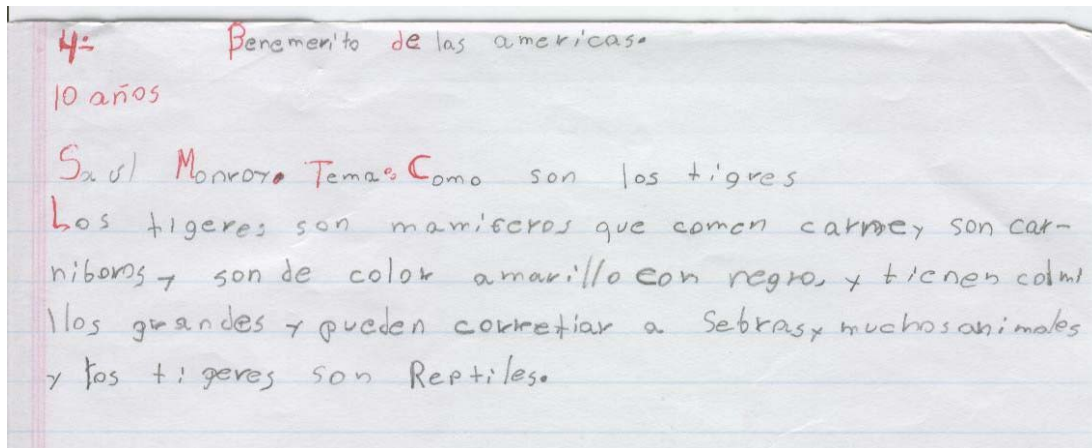 4º Benemerito de las americas.
10 años
Saul Monroy. Tema: Como son los tigres
Los tigeres son mamiferos que comen carne y son car-
niboros y son de color amarillo con negro, y tienen colmi
llos grandes y pueden corretiar a Sebras y muchos animales
y los tigeres son Reptiles.